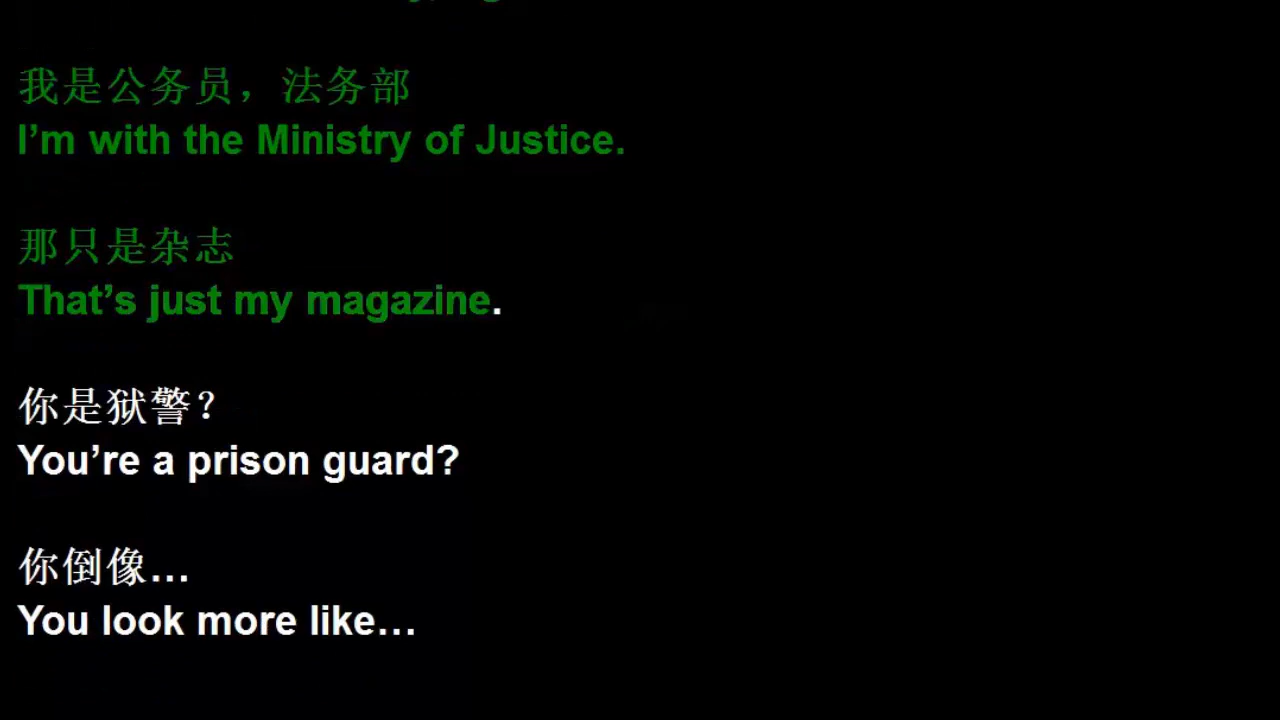 我是公务员，法务部
I’m with the Ministry of Justice.
那只是杂志
That’s just my magazine.
你是狱警？
You’re a prison guard?
你倒像…
You look more like…